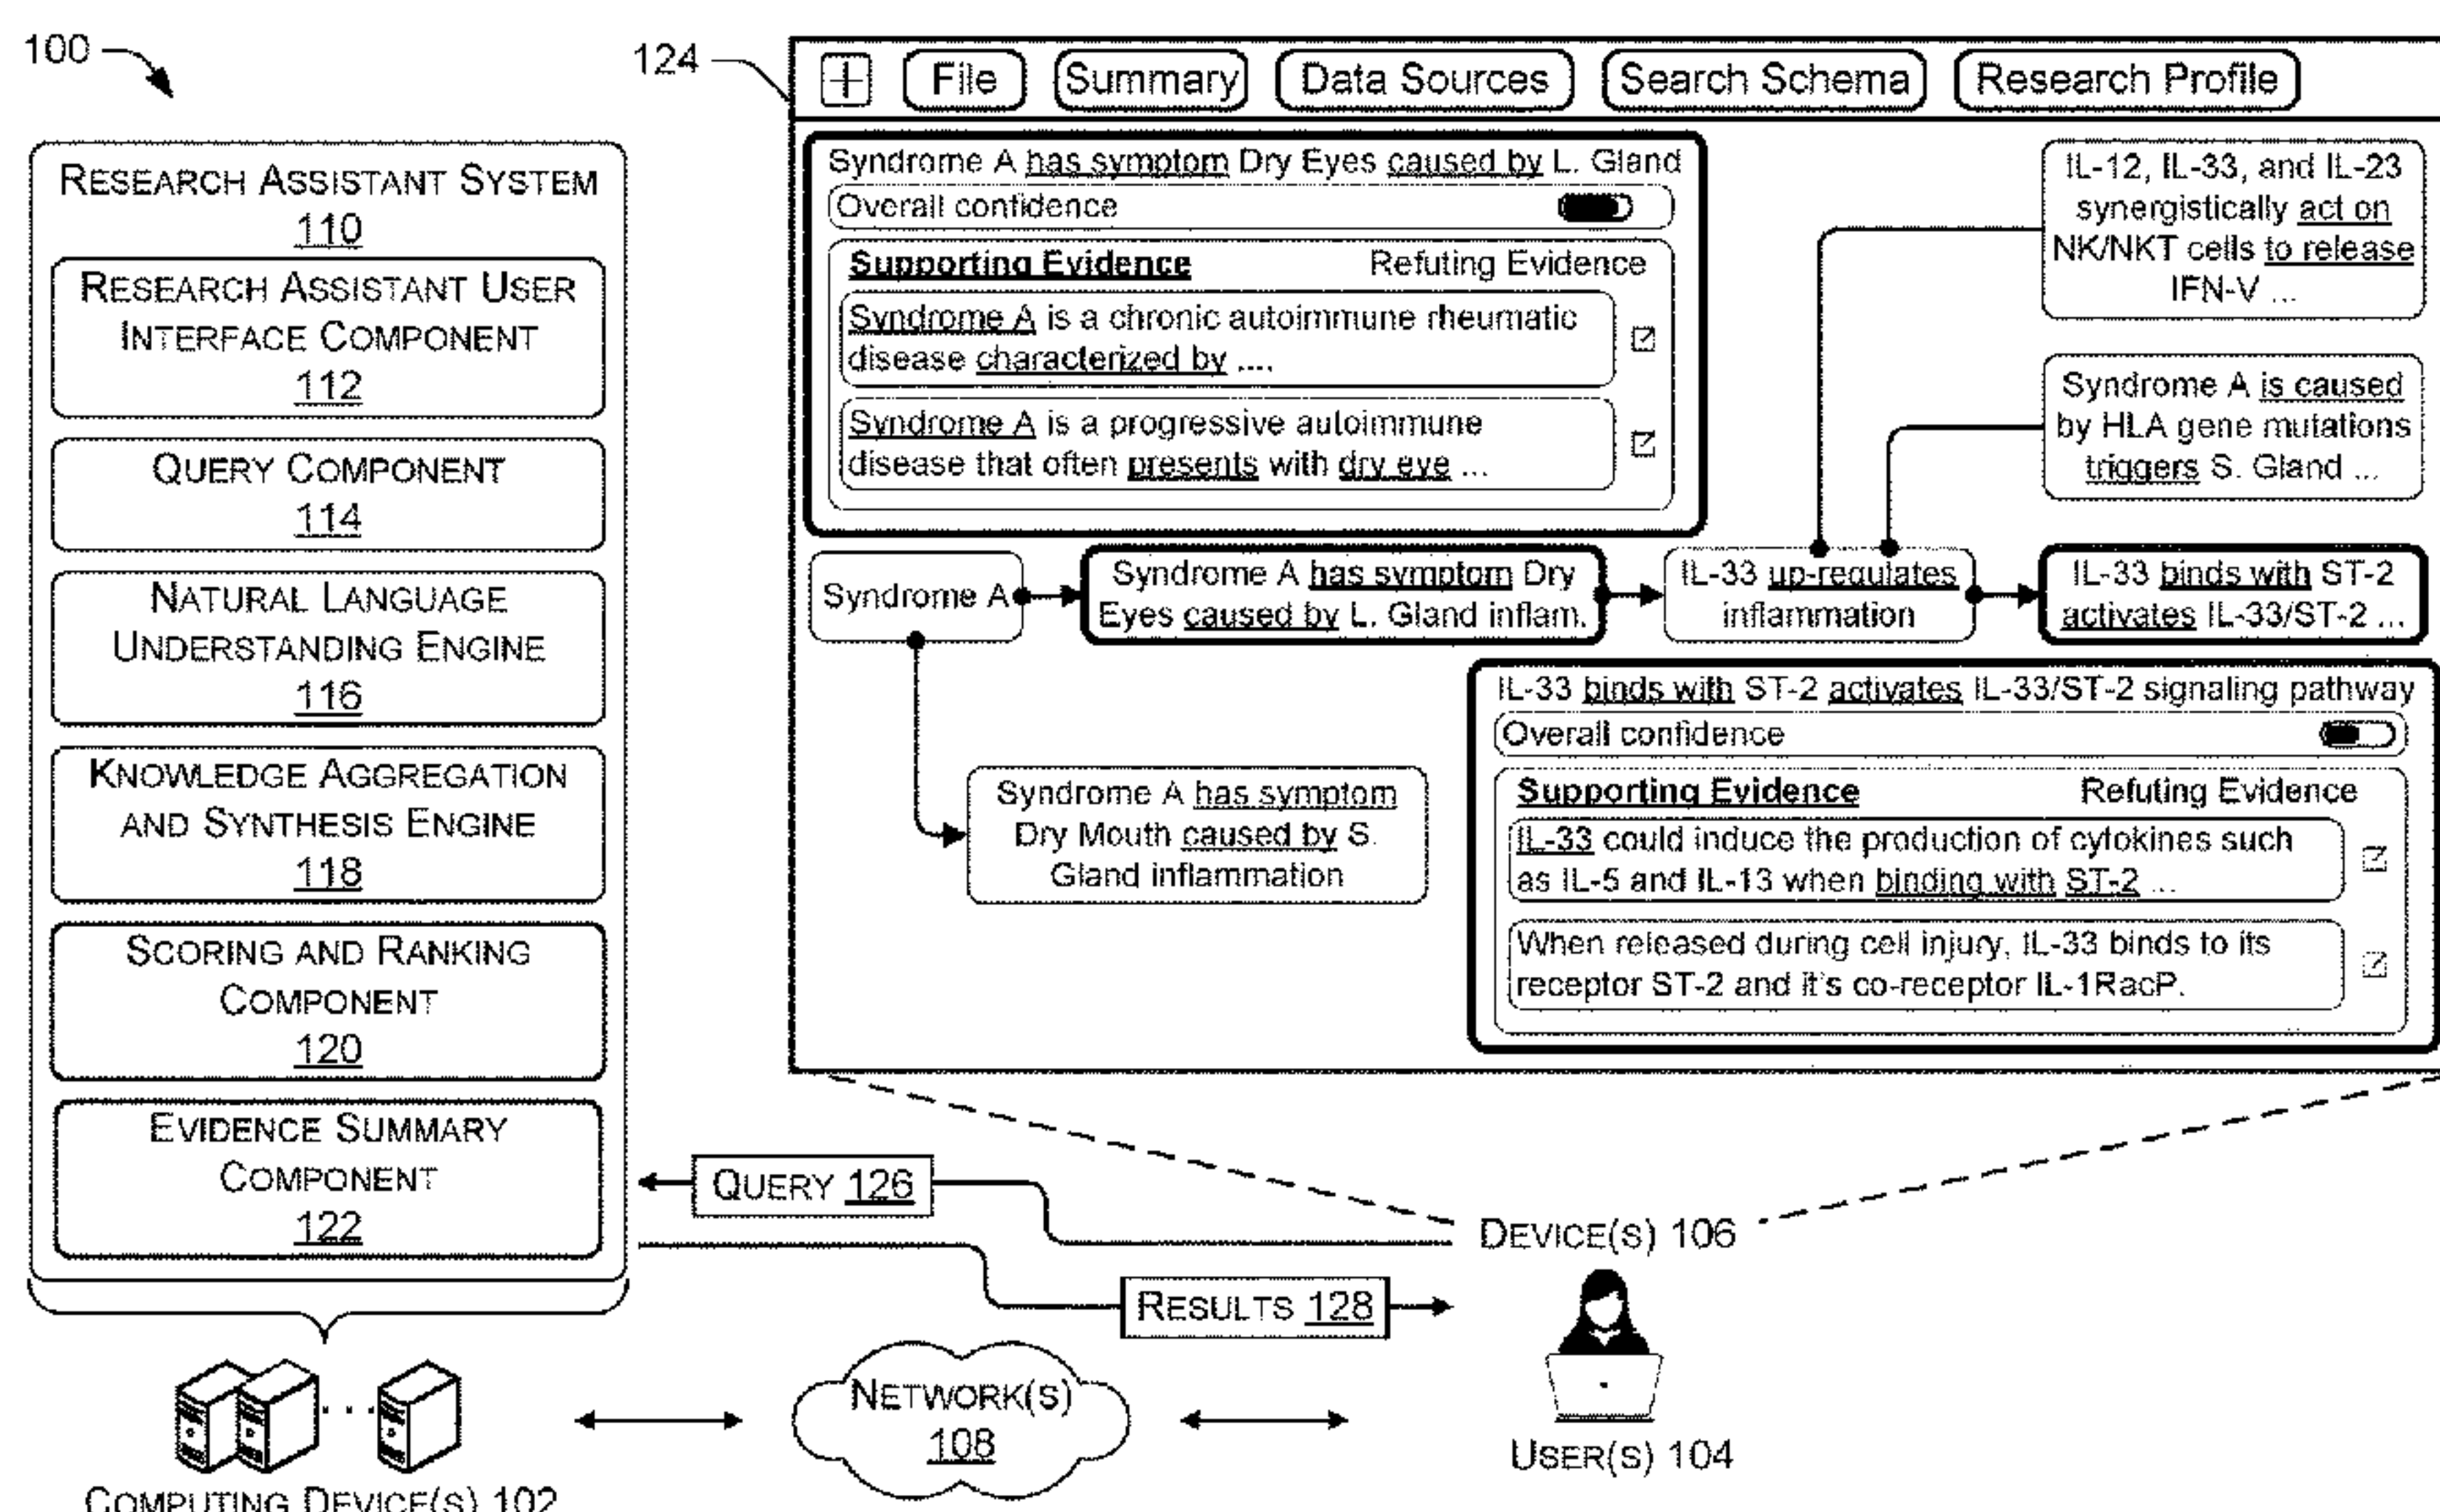 100
RESEARCH ASSISTANT SYSTEM
110
RESEARCH ASSISTANT USER
INTERFACE COMPONENT
112
QUERY COMPONENT
114
NATURAL LANGUAGE
UNDERSTANDING ENGINE
116
KNOWLEDGE AGGREGATION
AND SYNTHESIS ENGINE
118
SCORING AND RANKING
COMPONENT
120
EVIDENCE SUMMARY
COMPONENT
122
COMPUTING DEVICE(S) 102
124
File Summary Data Sources Search Schema Research Profile
Syndrome A has symptom Dry Eyes caused by L. Gland
Overall confidence
Supporting Evidence Refuting Evidence
Syndrome A is a chronic autoimmune rheumatic
disease characterized by ....
Syndrome A is a progressive autoimmune
disease that often presents with dry eye ...
IL-12, IL-33, and IL-23
synergistically act on
NK/NKT cells to release
IFN-V ...
Syndrome A is caused
by HLA gene mutations
triggers S. Gland ...
Syndrome A
Syndrome A has symptom Dry
Eyes caused by L. Gland inflam.
IL-33 up-regulates
inflammation
IL-33 binds with ST-2
activates IL-33/ST-2 ...
Syndrome A has symptom
Dry Mouth caused by S.
Gland inflammation
IL-33 binds with ST-2 activates IL-33/ST-2 signaling pathway
Overall confidence
Supporting Evidence Refuting Evidence
IL-33 could induce the production of cytokines such
as IL-5 and IL-13 when binding with ST-2 ...
When released during cell injury, IL-33 binds to its
receptor ST-2 and it's co-receptor IL-1RacP.
QUERY 126
RESULTS 128
DEVICE(S) 106
NETWORK(S)
108
USER(S) 104